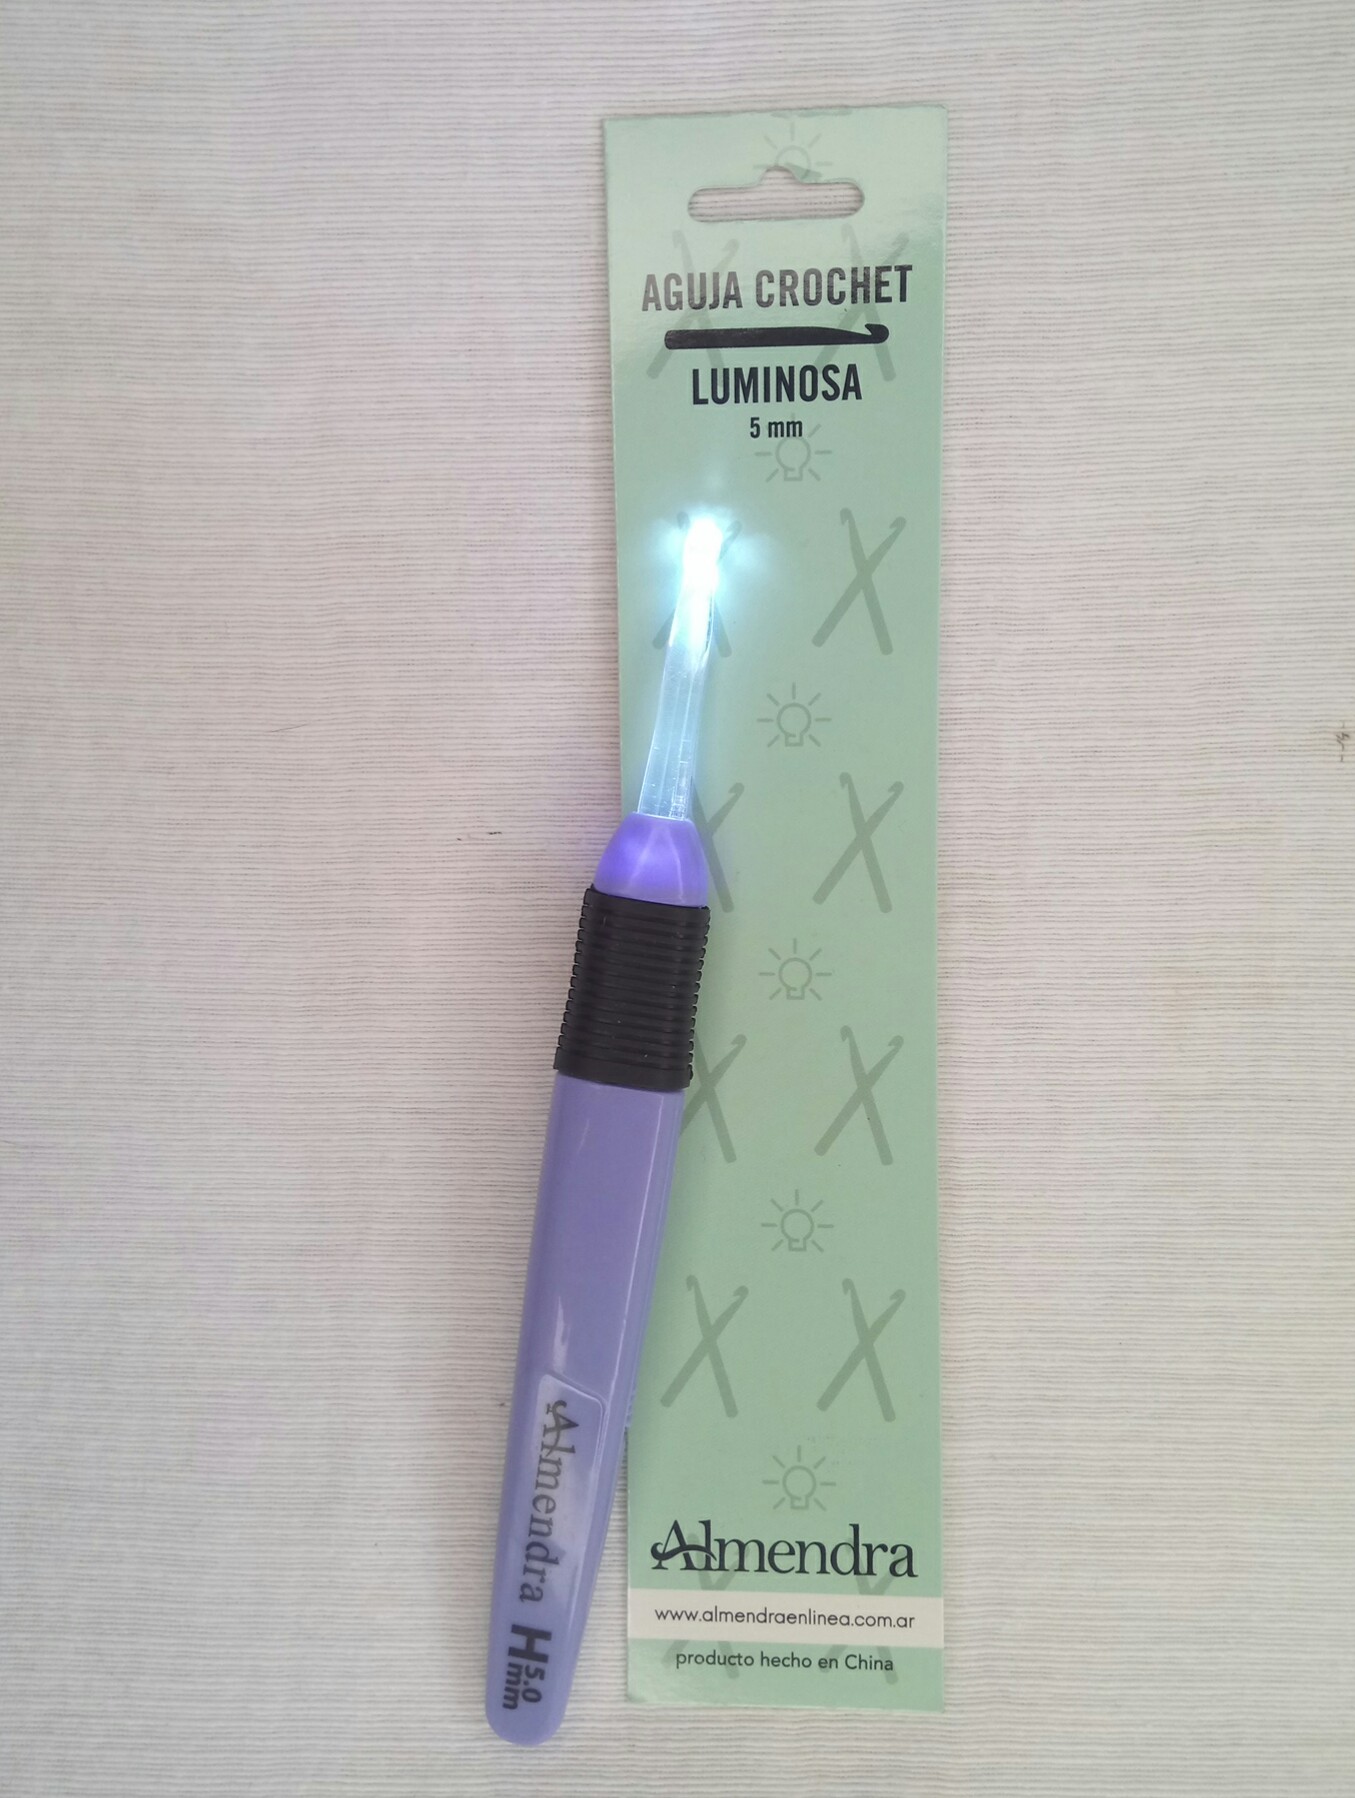 AGUJA CROCHET
LUMINOSA
5 mm
Almendra
www.almendraenlinea.com.ar
producto hecho en China
Almendra H 5.0
mm